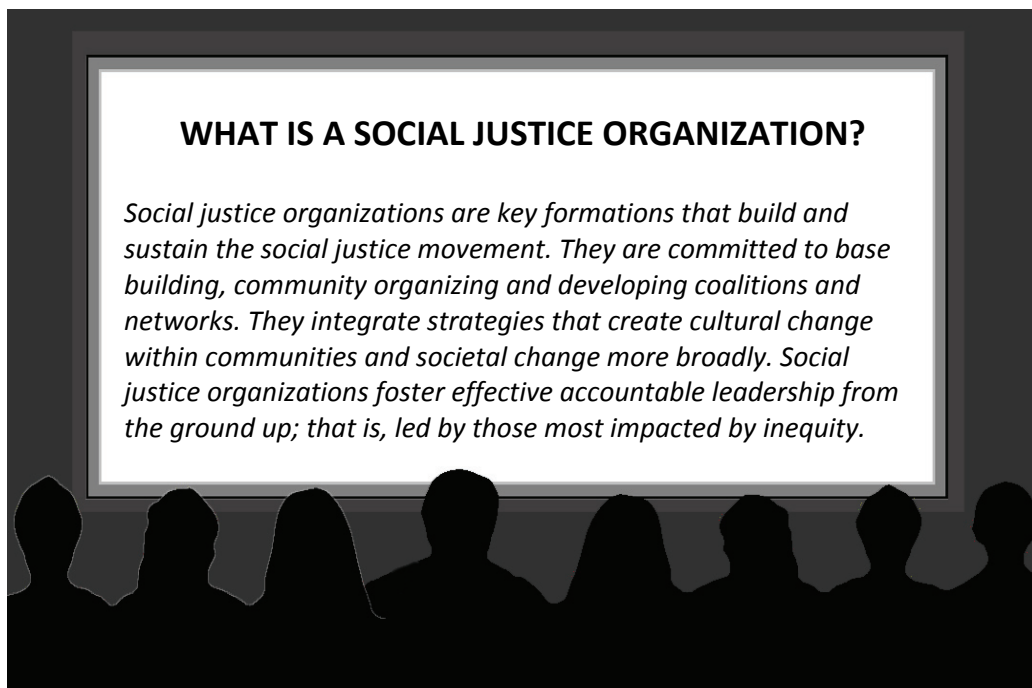 WHAT IS A SOCIAL JUSTICE ORGANIZATION?
Social justice organizations are key formations that build and
sustain the social justice movement. They are committed to base
building, community organizing and developing coalitions and
networks. They integrate strategies that create cultural change
within communities and societal change more broadly. Social
justice organizations foster effective accountable leadership from
the ground up; that is, led by those most impacted by inequity.